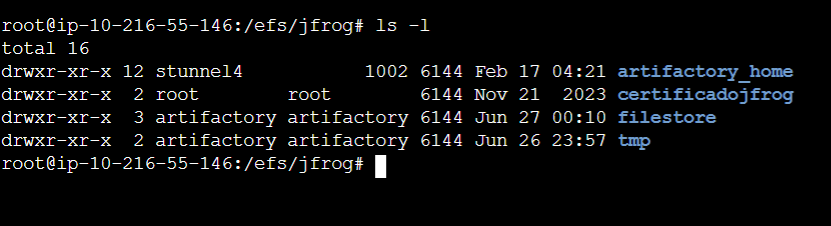 root@ip-10-216-55-146:/efs/jfrog# ls -l
total 16
drwxr-xr-x 12 stunnel4           1002 6144 Feb 17 04:21 artifactory_home
drwxr-xr-x  2 root        root        6144 Nov 21  2023 certificadojfrog
drwxr-xr-x  3 artifactory artifactory 6144 Jun 27 00:10 filestore
drwxr-xr-x  2 artifactory artifactory 6144 Jun 26 23:57 tmp
root@ip-10-216-55-146:/efs/jfrog#